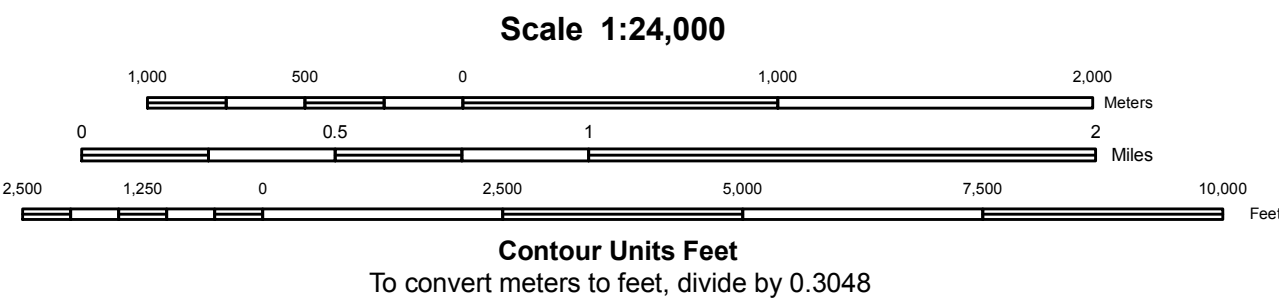 Scale 1:24,000
1,000 500 0 1,000 2,000
Meters
0 0.5 1 2
Miles
2,500 1,250 0 2,500 5,000 7,500 10,000
Feet
Contour Units Feet
To convert meters to feet, divide by 0.3048